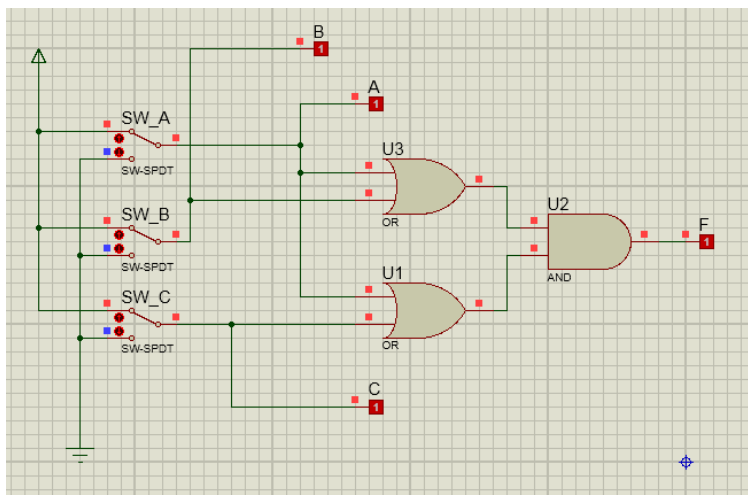 B
1
A
1
SW_A
SW-SPDT
U3
OR
SW_B
SW-SPDT
U2
AND
F
1
SW_C
SW-SPDT
U1
OR
C
1